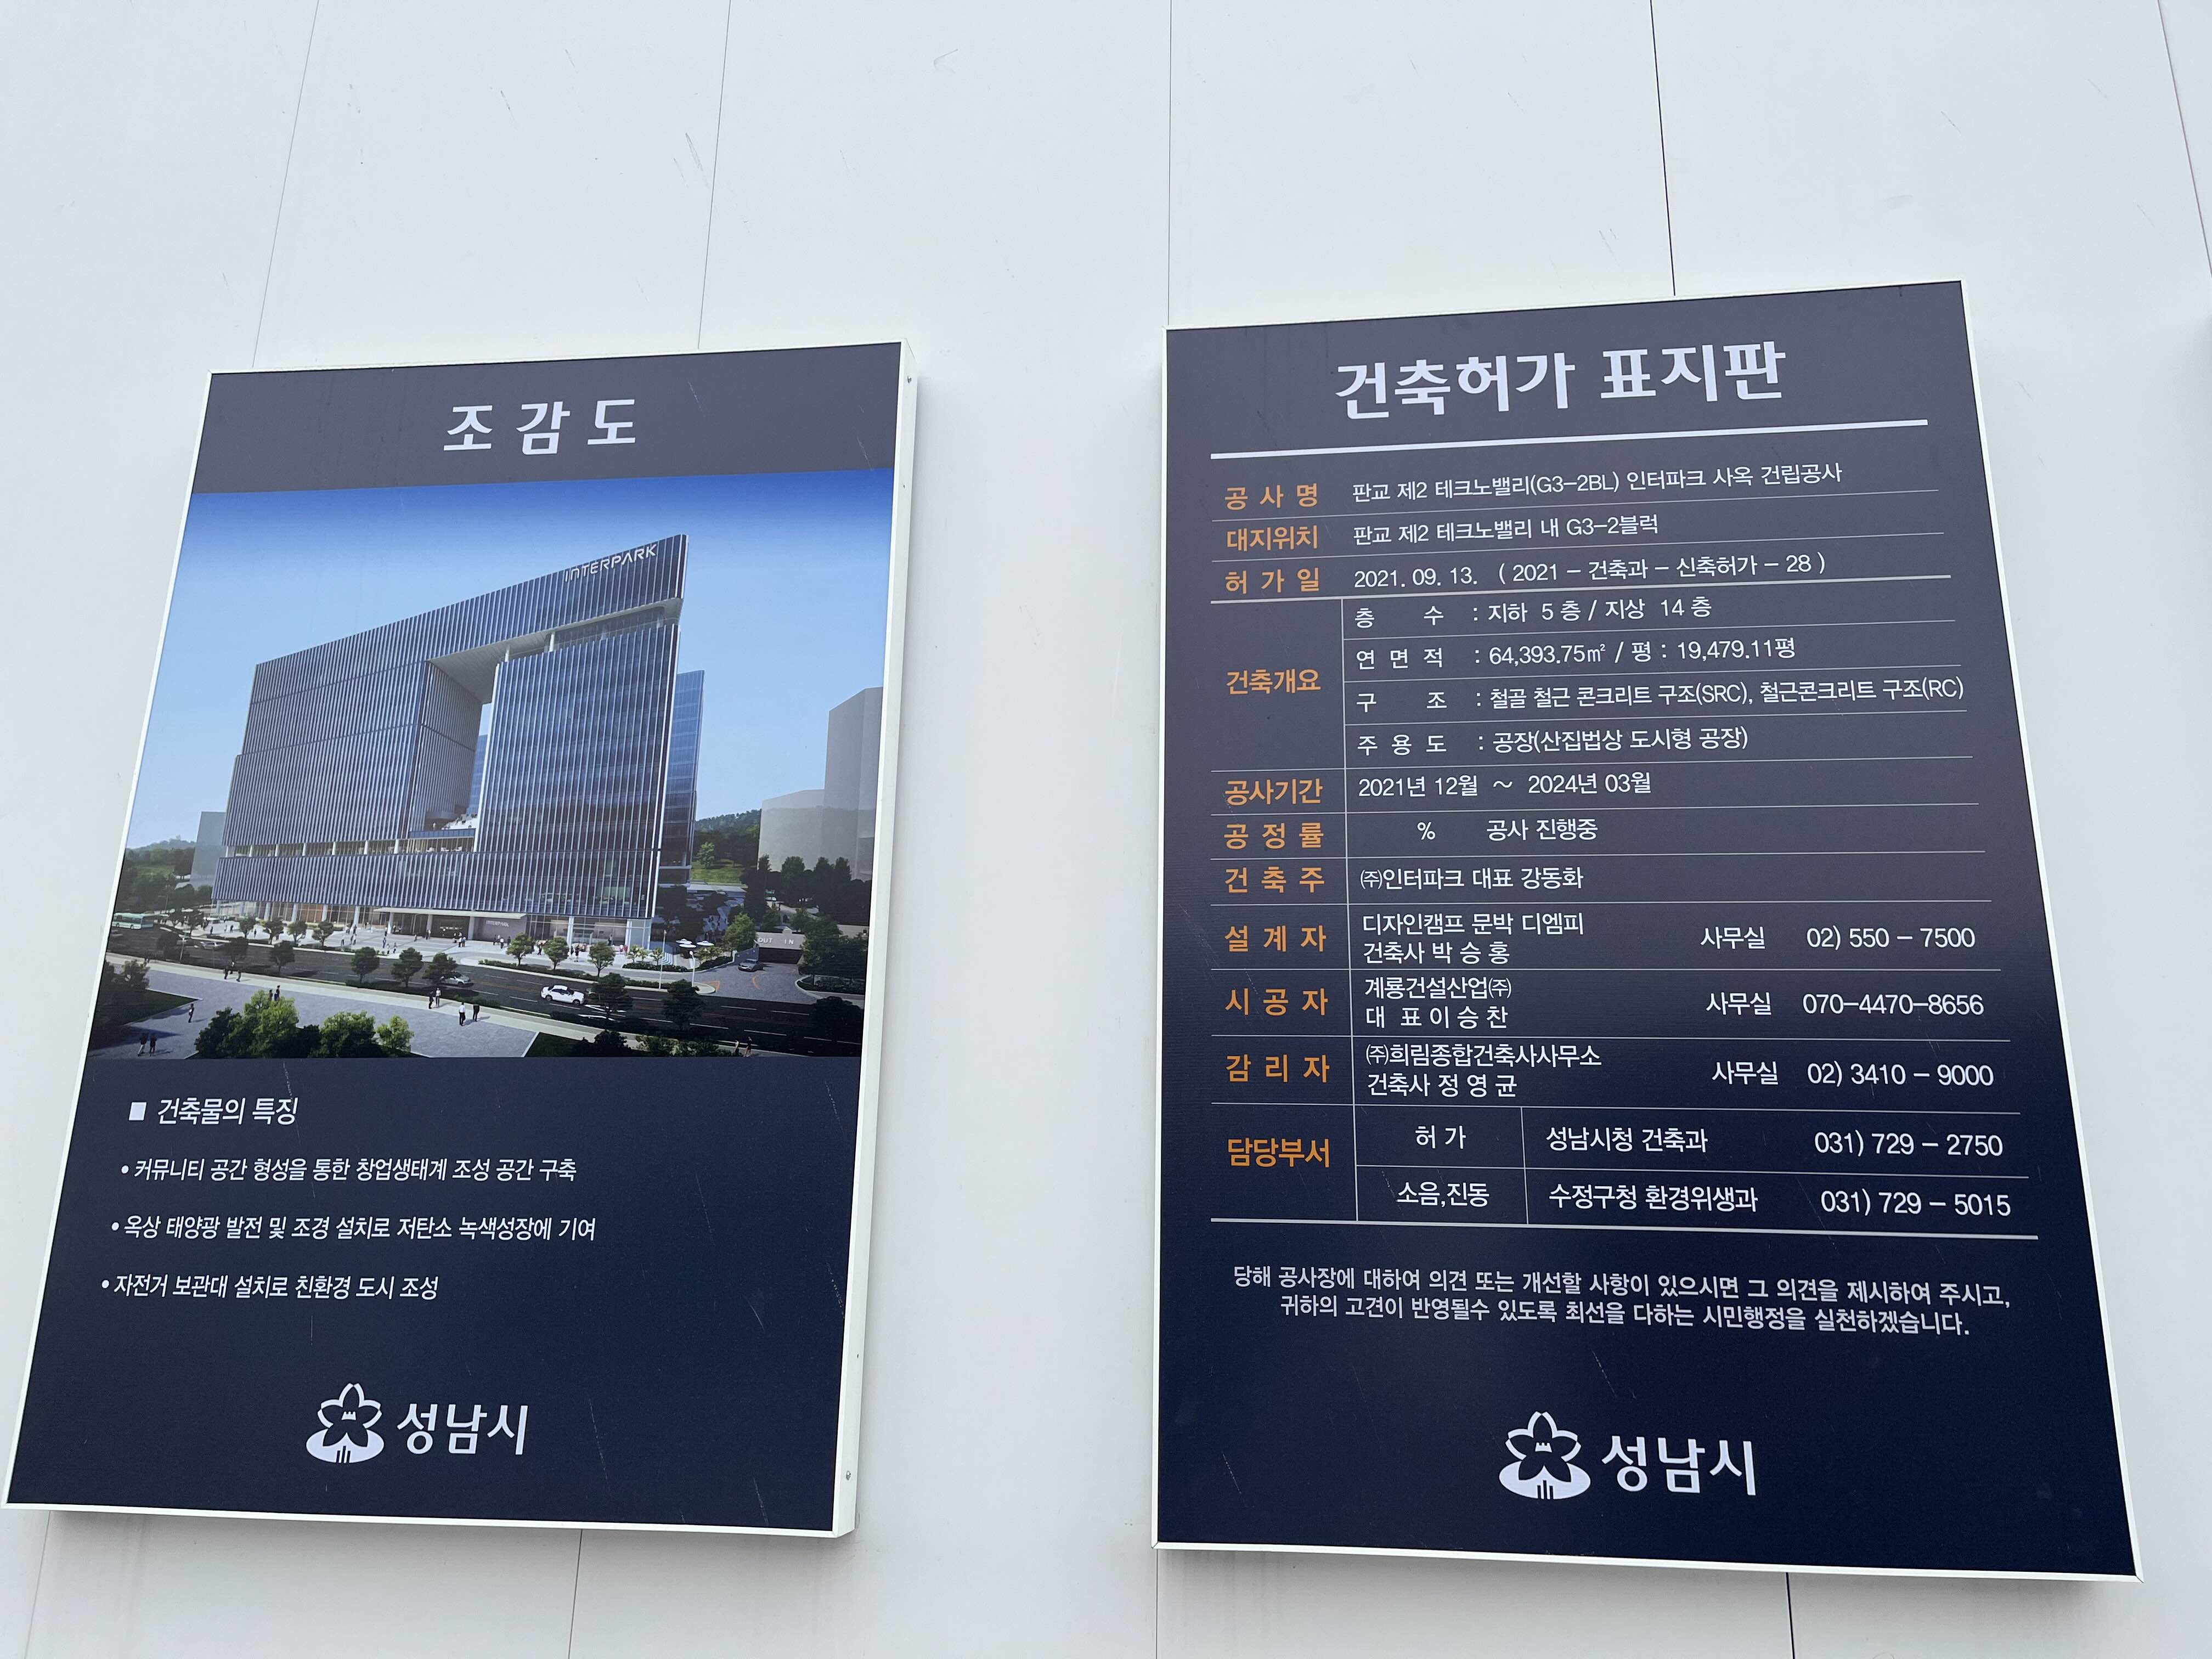 조감도
INTERPARK
OUT IN
■ 건축물의 특징
• 커뮤니티 공간 형성을 통한 창업생태계 조성 공간 구축
• 옥상 태양광 발전 및 조경 설치로 저탄소 녹색성장에 기여
• 자전거 보관대 설치로 친환경 도시 조성
성남시
건축허가 표지판
공 사 명 판교 제2 테크노밸리(G3-2BL) 인터파크 사옥 건립공사
대지위치 판교 제2 테크노밸리 내 G3-2블럭
허 가 일 2021. 09. 13. ( 2021 - 건축과 - 신축허가 - 28 )
건축개요
층 수 : 지하 5 층 / 지상 14 층
연 면 적 : 64,393.75㎡ / 평 : 19,479.11평
구 조 : 철골 철근 콘크리트 구조(SRC), 철근콘크리트 구조(RC)
주 용 도 : 공장(산집법상 도시형 공장)
공사기간 2021년 12월 ~ 2024년 03월
공 정 률 % 공사 진행중
건 축 주 ㈜인터파크 대표 강동화
설 계 자 디자인캠프 문박 디엠피
건축사 박 승 홍 사무실 02) 550 - 7500
시 공 자 계룡건설산업㈜
대 표 이 승 찬 사무실 070-4470-8656
감 리 자 ㈜희림종합건축사사무소
건축사 정 영 균 사무실 02) 3410 - 9000
담당부서
허 가 성남시청 건축과 031) 729 - 2750
소음,진동 수정구청 환경위생과 031) 729 - 5015
당해 공사장에 대하여 의견 또는 개선할 사항이 있으시면 그 의견을 제시하여 주시고,
귀하의 고견이 반영될수 있도록 최선을 다하는 시민행정을 실천하겠습니다.
성남시